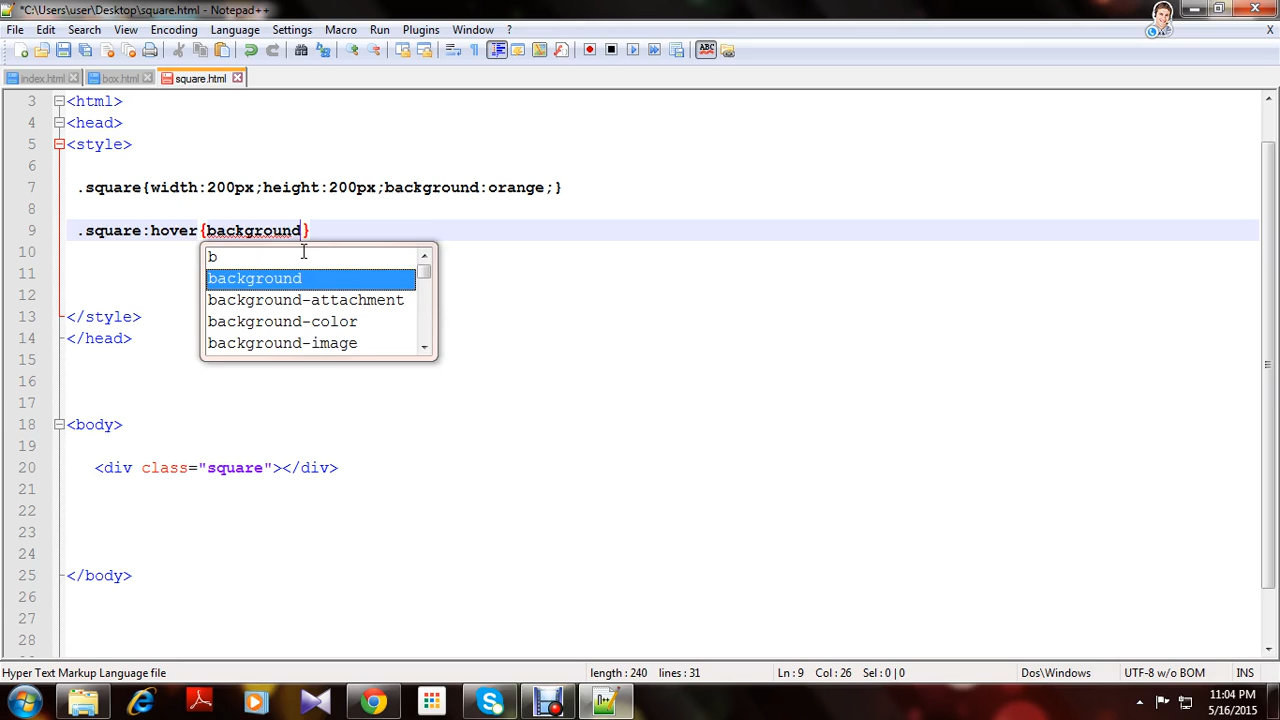 *C:\Users\user\Desktop\square.html - Notepad++
File Edit Search View Encoding Language Settings Macro Run Plugins Window ? X
ABC
index.html box.html square.html
3 <html>
4 <head>
5 <style>
6
7 .square{width:200px;height:200px;background:orange;}
8
9 .square:hover{background}
10 b
11 background
background-attachment
12 background-color
13 </style>
14 </head> background-image
15
16
17
18 <body>
19
20 <div class="square"></div>
21
22
23
24
25 </body>
26
27
28
Hyper Text Markup Language file length : 240 lines : 31 Ln : 9 Col : 26 Sel : 0 | 0 Dos\Windows UTF-8 w/o BOM INS
11:04 PM
5/16/2015